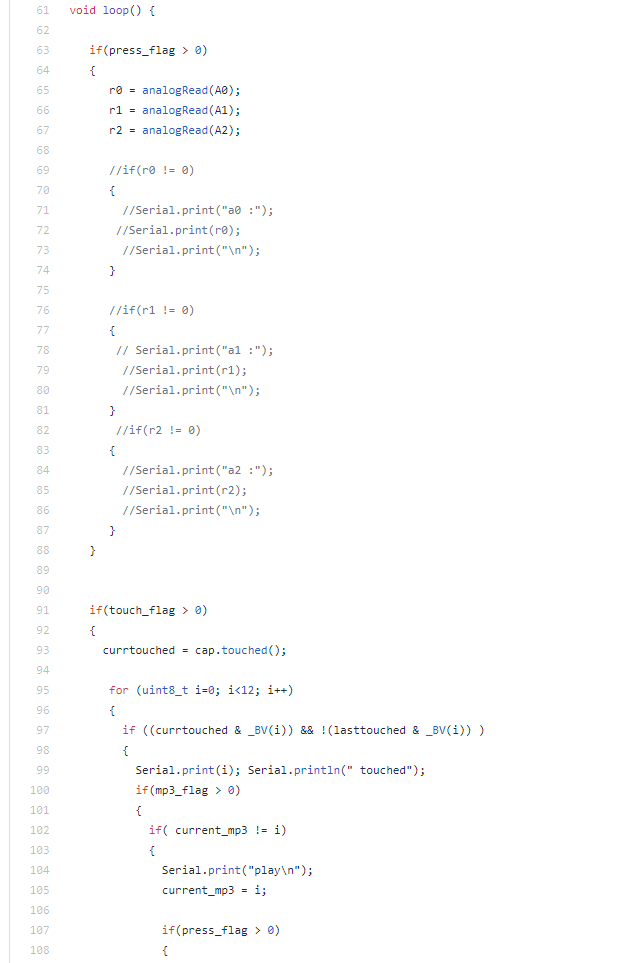 61 void loop() {
62
63 if(press_flag > 0)
64 {
65 r0 = analogRead(A0);
66 r1 = analogRead(A1);
67 r2 = analogRead(A2);
68
69 //if(r0 != 0)
70 {
71 //Serial.print("a0 :");
72 //Serial.print(r0);
73 //Serial.print("\n");
74 }
75
76 //if(r1 != 0)
77 {
78 // Serial.print("a1 :");
79 //Serial.print(r1);
80 //Serial.print("\n");
81 }
82 //if(r2 != 0)
83 {
84 //Serial.print("a2 :");
85 //Serial.print(r2);
86 //Serial.print("\n");
87 }
88 }
89
90
91 if(touch_flag > 0)
92 {
93 currtouched = cap.touched();
94
95 for (uint8_t i=0; i<12; i++)
96 {
97 if ((currtouched & _BV(i)) && !(lasttouched & _BV(i)) )
98 {
99 Serial.print(i); Serial.println(" touched");
100 if(mp3_flag > 0)
101 {
102 if( current_mp3 != i)
103 {
104 Serial.print("play\n");
105 current_mp3 = i;
106
107 if(press_flag > 0)
108 {